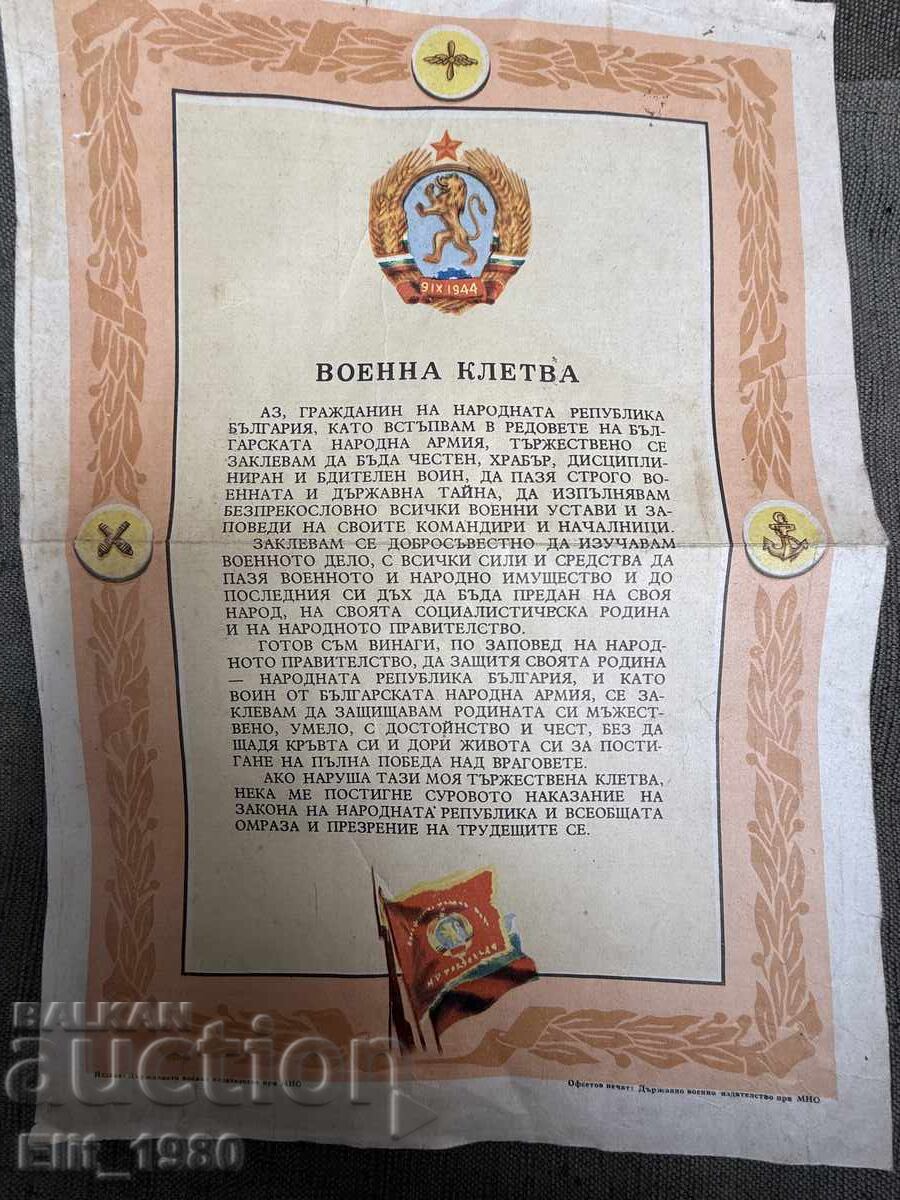 9 IX 1944
ВОЕННА КЛЕТВА
АЗ, ГРАЖДАНИН НА НАРОДНАТА РЕПУБЛИКА
БЪЛГАРИЯ, КАТО ВСТЪПВАМ В РЕДОВЕТЕ НА БЪЛ-
ГАРСКАТА НАРОДНА АРМИЯ, ТЪРЖЕСТВЕНО СЕ
ЗАКЛЕВАМ ДА БЪДА ЧЕСТЕН, ХРАБЪР, ДИСЦИПЛИ-
НИРАН И БДИТЕЛЕН ВОИН, ДА ПАЗЯ СТРОГО ВО-
ЕННАТА И ДЪРЖАВНА ТАЙНА, ДА ИЗПЪЛНЯВАМ
БЕЗПРЕКОСЛОВНО ВСИЧКИ ВОЕННИ УСТАВИ И ЗА-
ПОВЕДИ НА СВОИТЕ КОМАНДИРИ И НАЧАЛНИЦИ.
ЗАКЛЕВАМ СЕ ДОБРОСЪВЕСТНО ДА ИЗУЧАВАМ
ВОЕННОТО ДЕЛО, С ВСИЧКИ СИЛИ И СРЕДСТВА ДА
ПАЗЯ ВОЕННОТО И НАРОДНО ИМУЩЕСТВО И ДО
ПОСЛЕДНИЯ СИ ДЪХ ДА БЪДА ПРЕДАН НА СВОЯ
НАРОД, НА СВОЯТА СОЦИАЛИСТИЧЕСКА РОДИНА
И НА НАРОДНОТО ПРАВИТЕЛСТВО.
ГОТОВ СЪМ ВИНАГИ, ПО ЗАПОВЕД НА НАРОД-
НОТО ПРАВИТЕЛСТВО, ДА ЗАЩИТЯ СВОЯТА РОДИНА
— НАРОДНАТА РЕПУБЛИКА БЪЛГАРИЯ, И КАТО
ВОИН ОТ БЪЛГАРСКАТА НАРОДНА АРМИЯ, СЕ ЗА-
КЛЕВАМ ДА ЗАЩИЩАВАМ РОДИНАТА СИ МЪЖЕСТ-
ВЕНО, УМЕЛО, С ДОСТОЙНСТВО И ЧЕСТ, БЕЗ ДА
ЩАДЯ КРЪВТА СИ И ДОРИ ЖИВОТА СИ ЗА ПОСТИ-
ГАНЕ НА ПЪЛНА ПОБЕДА НАД ВРАГОВЕТЕ.
АКО НАРУША ТАЗИ МОЯ ТЪРЖЕСТВЕНА КЛЕТВА,
НЕКА МЕ ПОСТИГНЕ СУРОВОТО НАКАЗАНИЕ НА
ЗАКОНА НА НАРОДНАТА РЕПУБЛИКА И ВСЕОБЩАТА
ОМРАЗА И ПРЕЗРЕНИЕ НА ТРУДЕЩИТЕ СЕ.
Държавното военно издателство при МНО
Офсетов печат: Държавно военно издателство при МНО
BALKAN
auction
Elit_1980